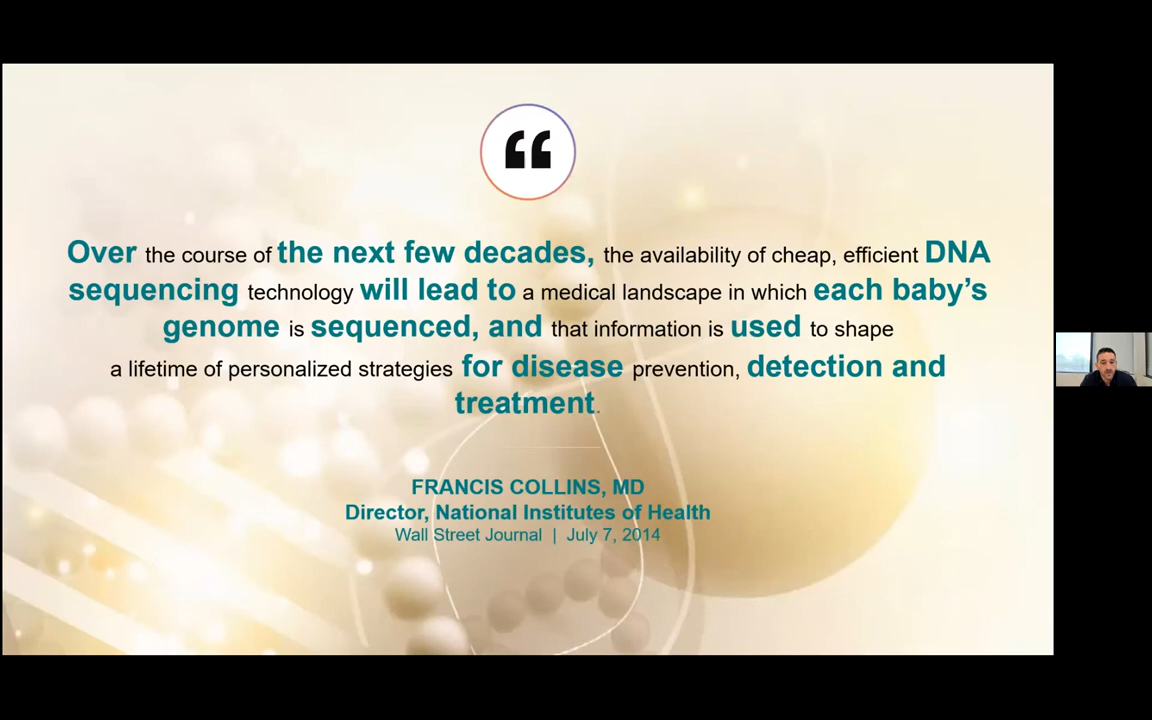 “
Over the course of the next few decades, the availability of cheap, efficient DNA
sequencing technology will lead to a medical landscape in which each baby’s
genome is sequenced, and that information is used to shape
a lifetime of personalized strategies for disease prevention, detection and
treatment.
FRANCIS COLLINS, MD
Director, National Institutes of Health
Wall Street Journal | July 7, 2014